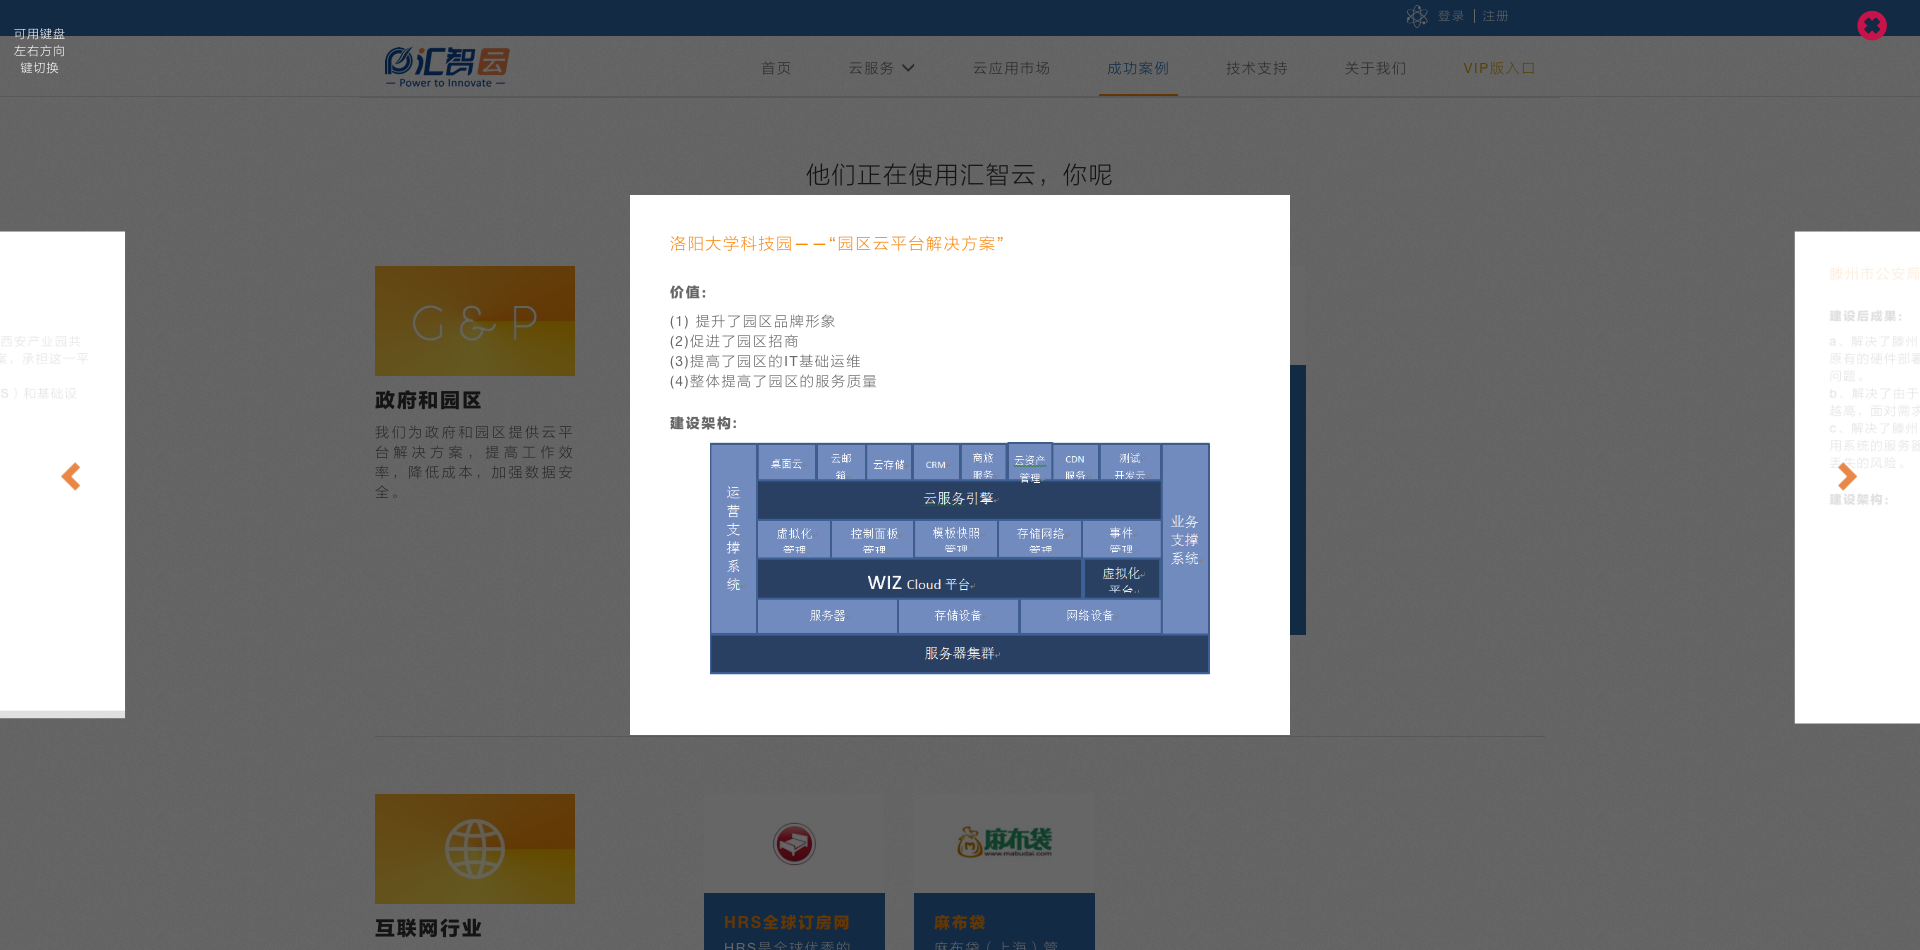 登录 | 注册
可用键盘
左右方向
键切换
汇智云
Power to Innovate
首页
云服务
云应用市场
成功案例
技术支持
关于我们
VIP版入口
他们正在使用汇智云，你呢
洛阳大学科技园——“园区云平台解决方案”
价值:
(1) 提升了园区品牌形象
(2)促进了园区招商
(3)提高了园区的IT基础运维
(4)整体提高了园区的服务质量
建设架构:
桌面云
云邮
箱
云存储
CRM
商旅
服务
云资产
管理
CDN
服务
测试
开发云
运营支撑系统
云服务引擎
业务
支撑
系统
虚拟化
管理
控制面板
管理
模板快照
管理
存储网络
管理
事件
管理
WIZ Cloud 平台
虚拟化
平台
服务器
存储设备
网络设备
服务器集群
G & P
政府和园区
我们为政府和园区提供云平
台解决方案，提高工作效
率，降低成本，加强数据安
全。
西安产业园共
案，承担这一平
S）和基础设
滕州市公安局
建设后成果:
a、解决了滕州
原有的硬件部署
问题。
b、解决了由于
越高，面对需求
c、解决了滕州
用系统的服务器
丢失的风险。
建设架构:
互联网行业
HRS全球订房网
HRS是全球优秀的
麻布袋
www.mabudai.com
麻布袋
麻布袋（上海）管